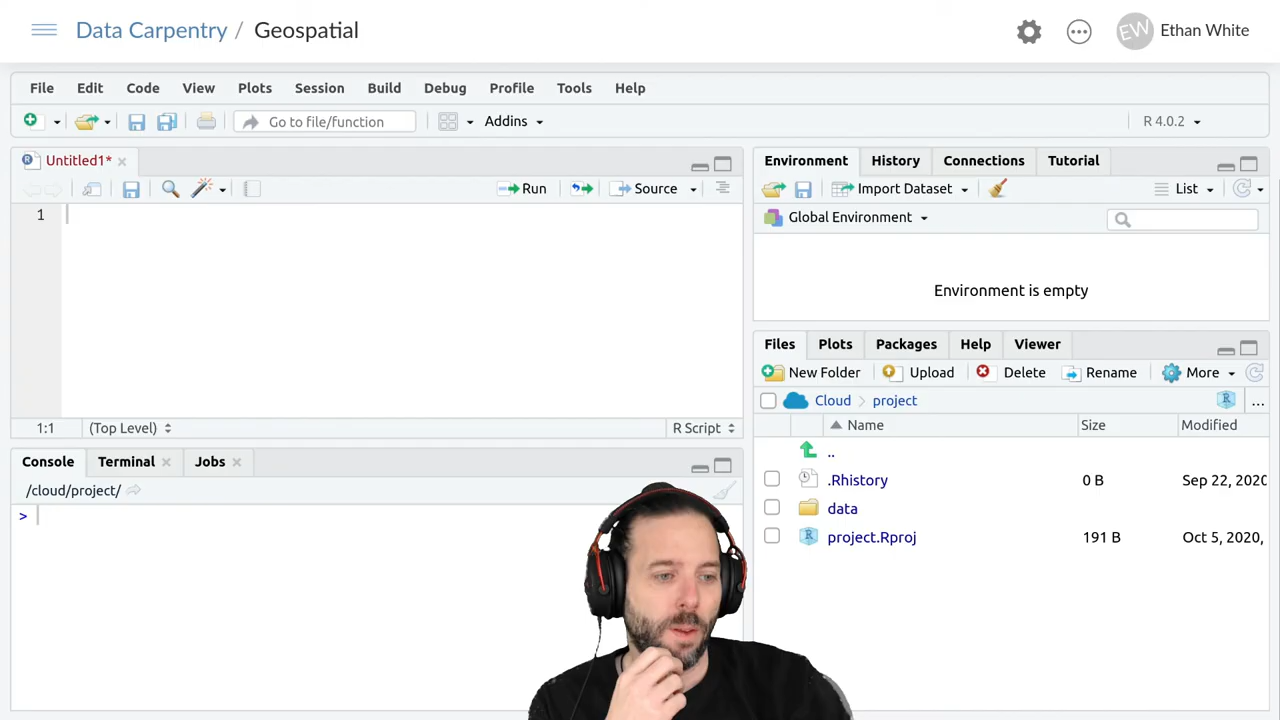 Data Carpentry / Geospatial
EW Ethan White
File Edit Code View Plots Session Build Debug Profile Tools Help
Go to file/function Addins R 4.0.2
Untitled1*
Run Source
1
1:1 (Top Level) R Script
Console Terminal Jobs
/cloud/project/
>
Environment History Connections Tutorial
Import Dataset List
Global Environment
Environment is empty
Files Plots Packages Help Viewer
New Folder Upload Delete Rename More
Cloud project ...
Name Size Modified
..
.Rhistory 0 B Sep 22, 2020
data
project.Rproj 191 B Oct 5, 2020,